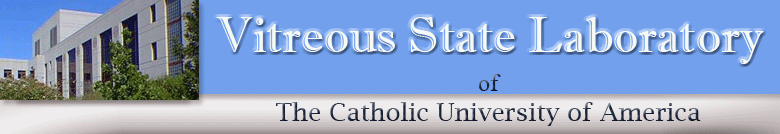 Vitreous State Laboratory
of
The Catholic University of America